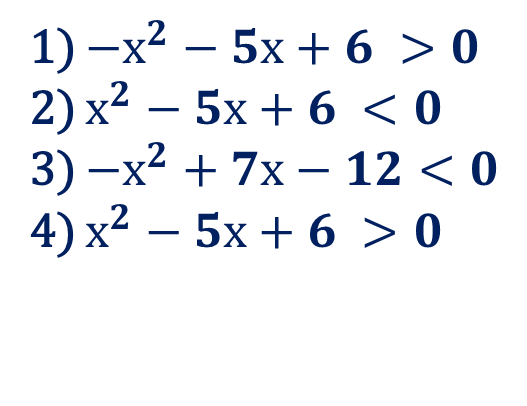 1) −x² − 5x + 6 > 0
2) x² − 5x + 6 < 0
3) −x² + 7x − 12 < 0
4) x² − 5x + 6 > 0